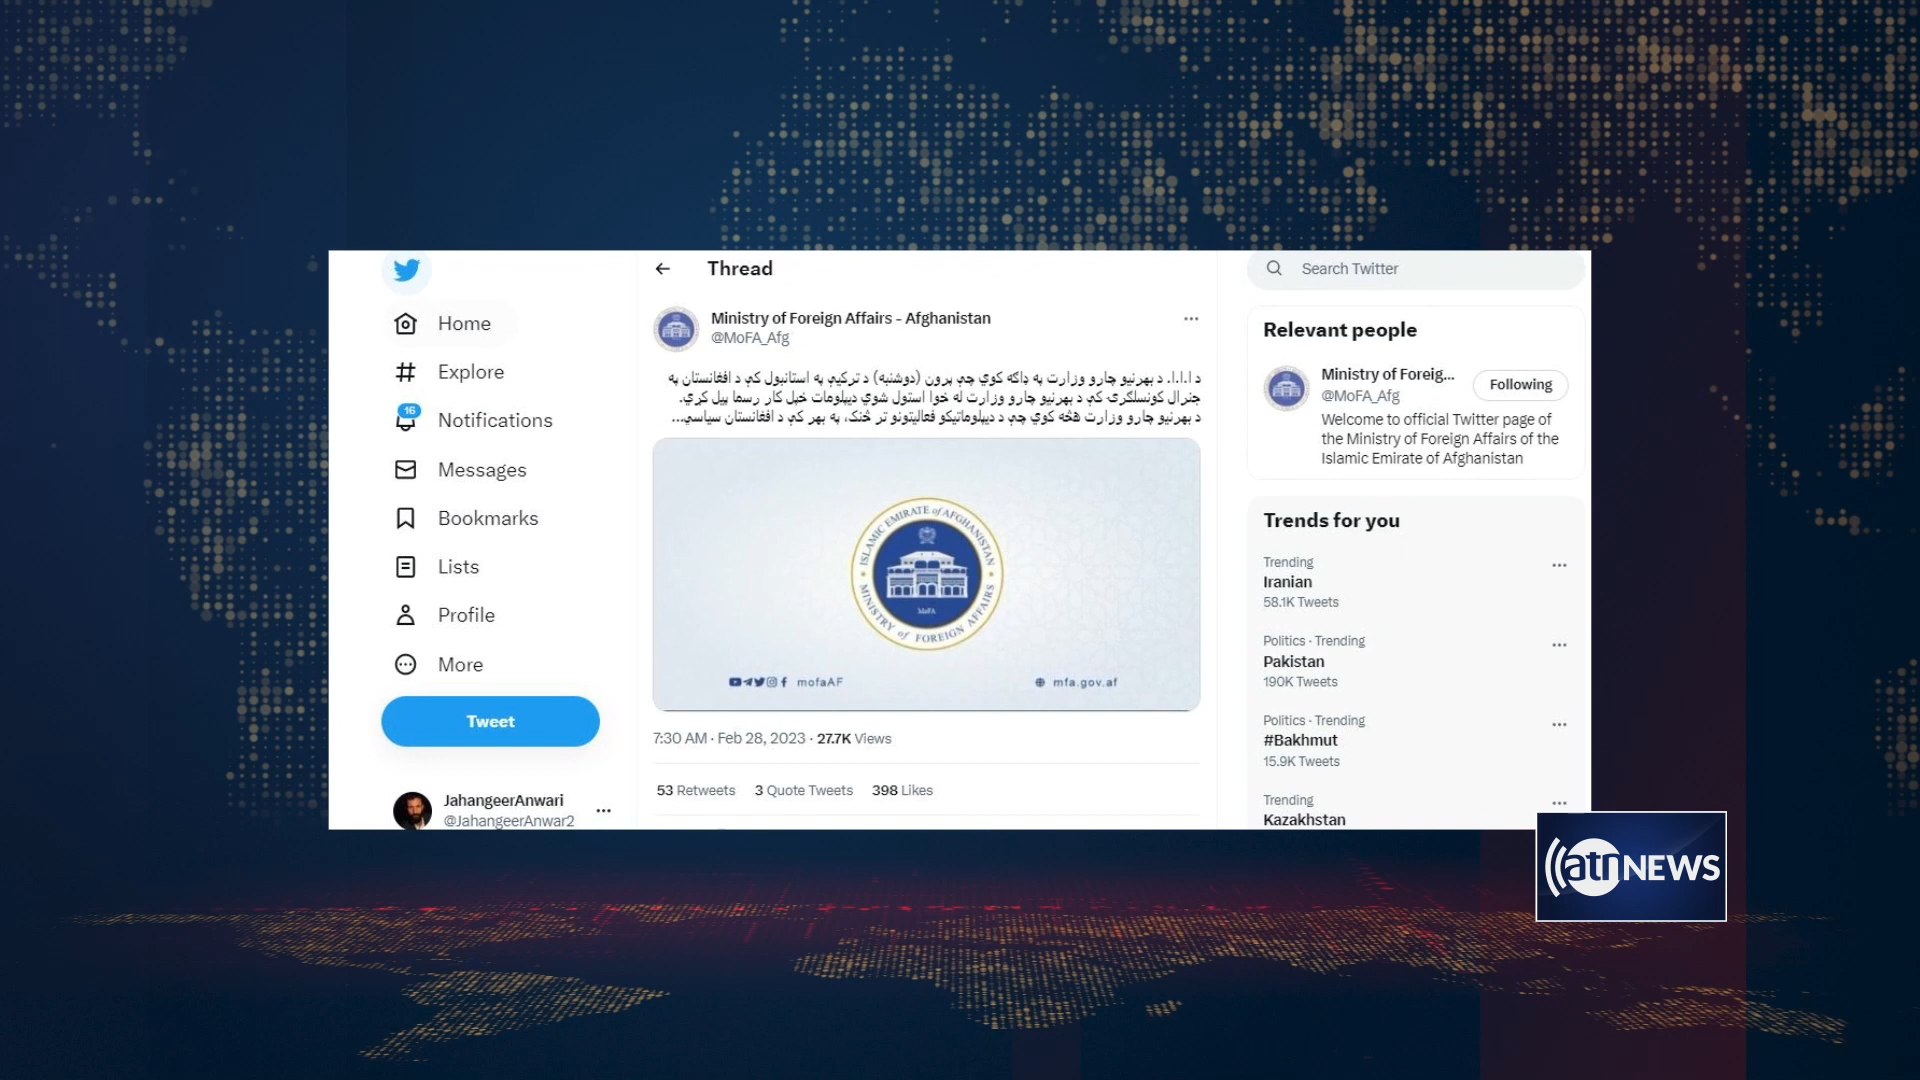 Home
Explore
16
Notifications
Messages
Bookmarks
Lists
Profile
More
Tweet
JahangeerAnwari
@JahangeerAnwar2
Thread
Ministry of Foreign Affairs - Afghanistan
@MoFA_Afg
د ا.ا.ا. د بهرنیو چارو وزارت په ډاګه کوي چې پرون (دوشنبه) د ترکیې په استانبول کې د افغانستان په
جنرال کونسلګرۍ کې د بهرنیو چارو وزارت له خوا استول شوي دیپلومات خپل کار رسما پیل کړی.
د بهرنیو چارو وزارت هڅه کوي چې د دیپلوماتیکو فعالیتونو تر څنګ، په بهر کې د افغانستان سیاسي...
ISLAMIC EMIRATE of AFGHANISTAN
MoFA
MINISTRY of FOREIGN AFFAIRS
mofaAF
mfa.gov.af
7:30 AM · Feb 28, 2023 · 27.7K Views
53 Retweets 3 Quote Tweets 398 Likes
Search Twitter
Relevant people
Ministry of Foreig...
@MoFA_Afg
Following
Welcome to official Twitter page of
the Ministry of Foreign Affairs of the
Islamic Emirate of Afghanistan
Trends for you
Trending
Iranian
58.1K Tweets
Politics · Trending
Pakistan
190K Tweets
Politics · Trending
#Bakhmut
15.9K Tweets
Trending
Kazakhstan
atn NEWS